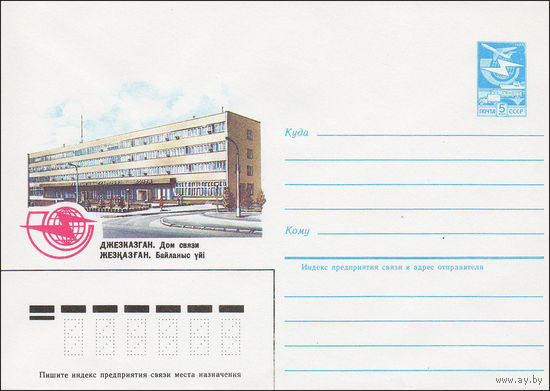 ПОЧТА 5 СССР
Куда
Кому
ДЖЕЗКАЗГАН. Дом связи
ЖЕЗҚАЗҒАН. Байланыс үйі
Индекс предприятия связи и адрес отправителя
Пишите индекс предприятия связи места назначения
www.ay.by